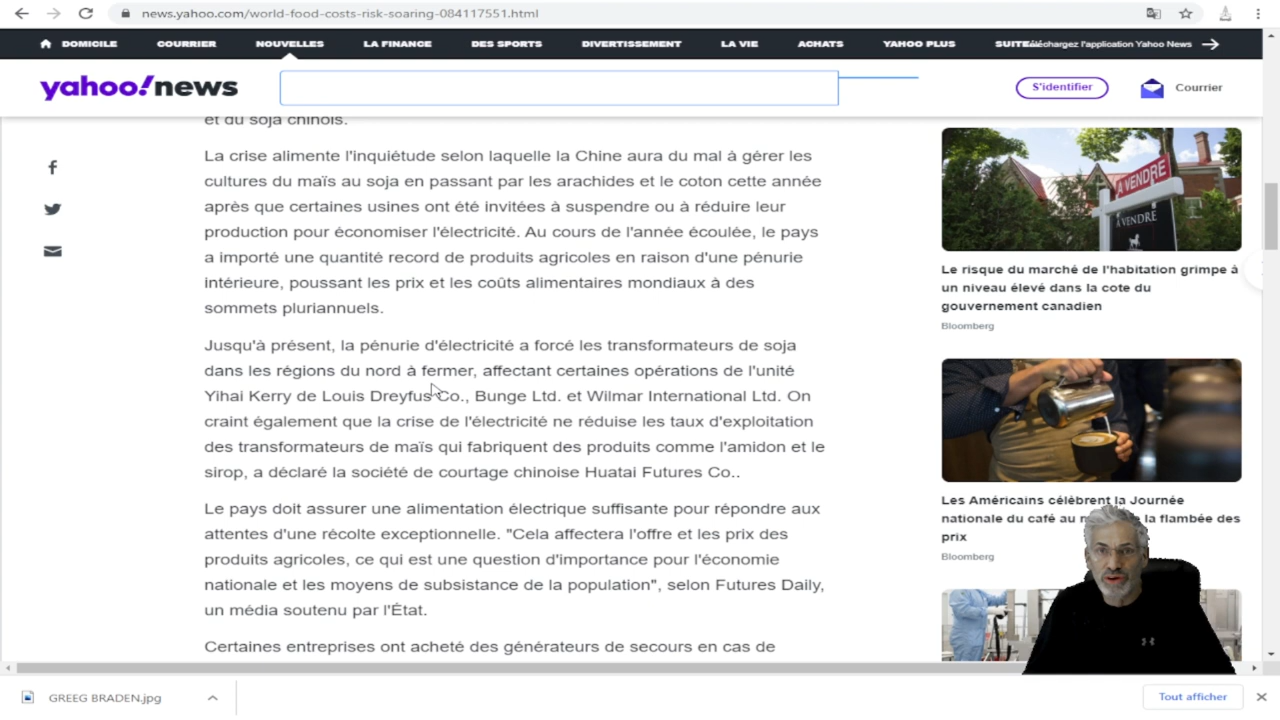 news.yahoo.com/world-food-costs-risk-soaring-084117551.html
DOMICILE COURRIER NOUVELLES LA FINANCE DES SPORTS DIVERTISSEMENT LA VIE ACHATS YAHOO PLUS SUITE léchargez l'application Yahoo News
yahoo!news
S'identifier
Courrier
et du soja chinois.
La crise alimente l'inquiétude selon laquelle la Chine aura du mal à gérer les
cultures du maïs au soja en passant par les arachides et le coton cette année
après que certaines usines ont été invitées à suspendre ou à réduire leur
production pour économiser l'électricité. Au cours de l'année écoulée, le pays
a importé une quantité record de produits agricoles en raison d'une pénurie
intérieure, poussant les prix et les coûts alimentaires mondiaux à des
sommets pluriannuels.
Jusqu'à présent, la pénurie d'électricité a forcé les transformateurs de soja
dans les régions du nord à fermer, affectant certaines opérations de l'unité
Yihai Kerry de Louis Dreyfus Co., Bunge Ltd. et Wilmar International Ltd. On
craint également que la crise de l'électricité ne réduise les taux d'exploitation
des transformateurs de maïs qui fabriquent des produits comme l'amidon et le
sirop, a déclaré la société de courtage chinoise Huatai Futures Co..
Le pays doit assurer une alimentation électrique suffisante pour répondre aux
attentes d'une récolte exceptionnelle. "Cela affectera l'offre et les prix des
produits agricoles, ce qui est une question d'importance pour l'économie
nationale et les moyens de subsistance de la population", selon Futures Daily,
un média soutenu par l'État.
Certaines entreprises ont acheté des générateurs de secours en cas de
A VENDRE
À VENDRE
Le risque du marché de l'habitation grimpe à
un niveau élevé dans la cote du
gouvernement canadien
Bloomberg
Les Américains célèbrent la Journée
nationale du café au la flambée des
prix
Bloomberg
GREEG BRADEN.jpg
Tout afficher